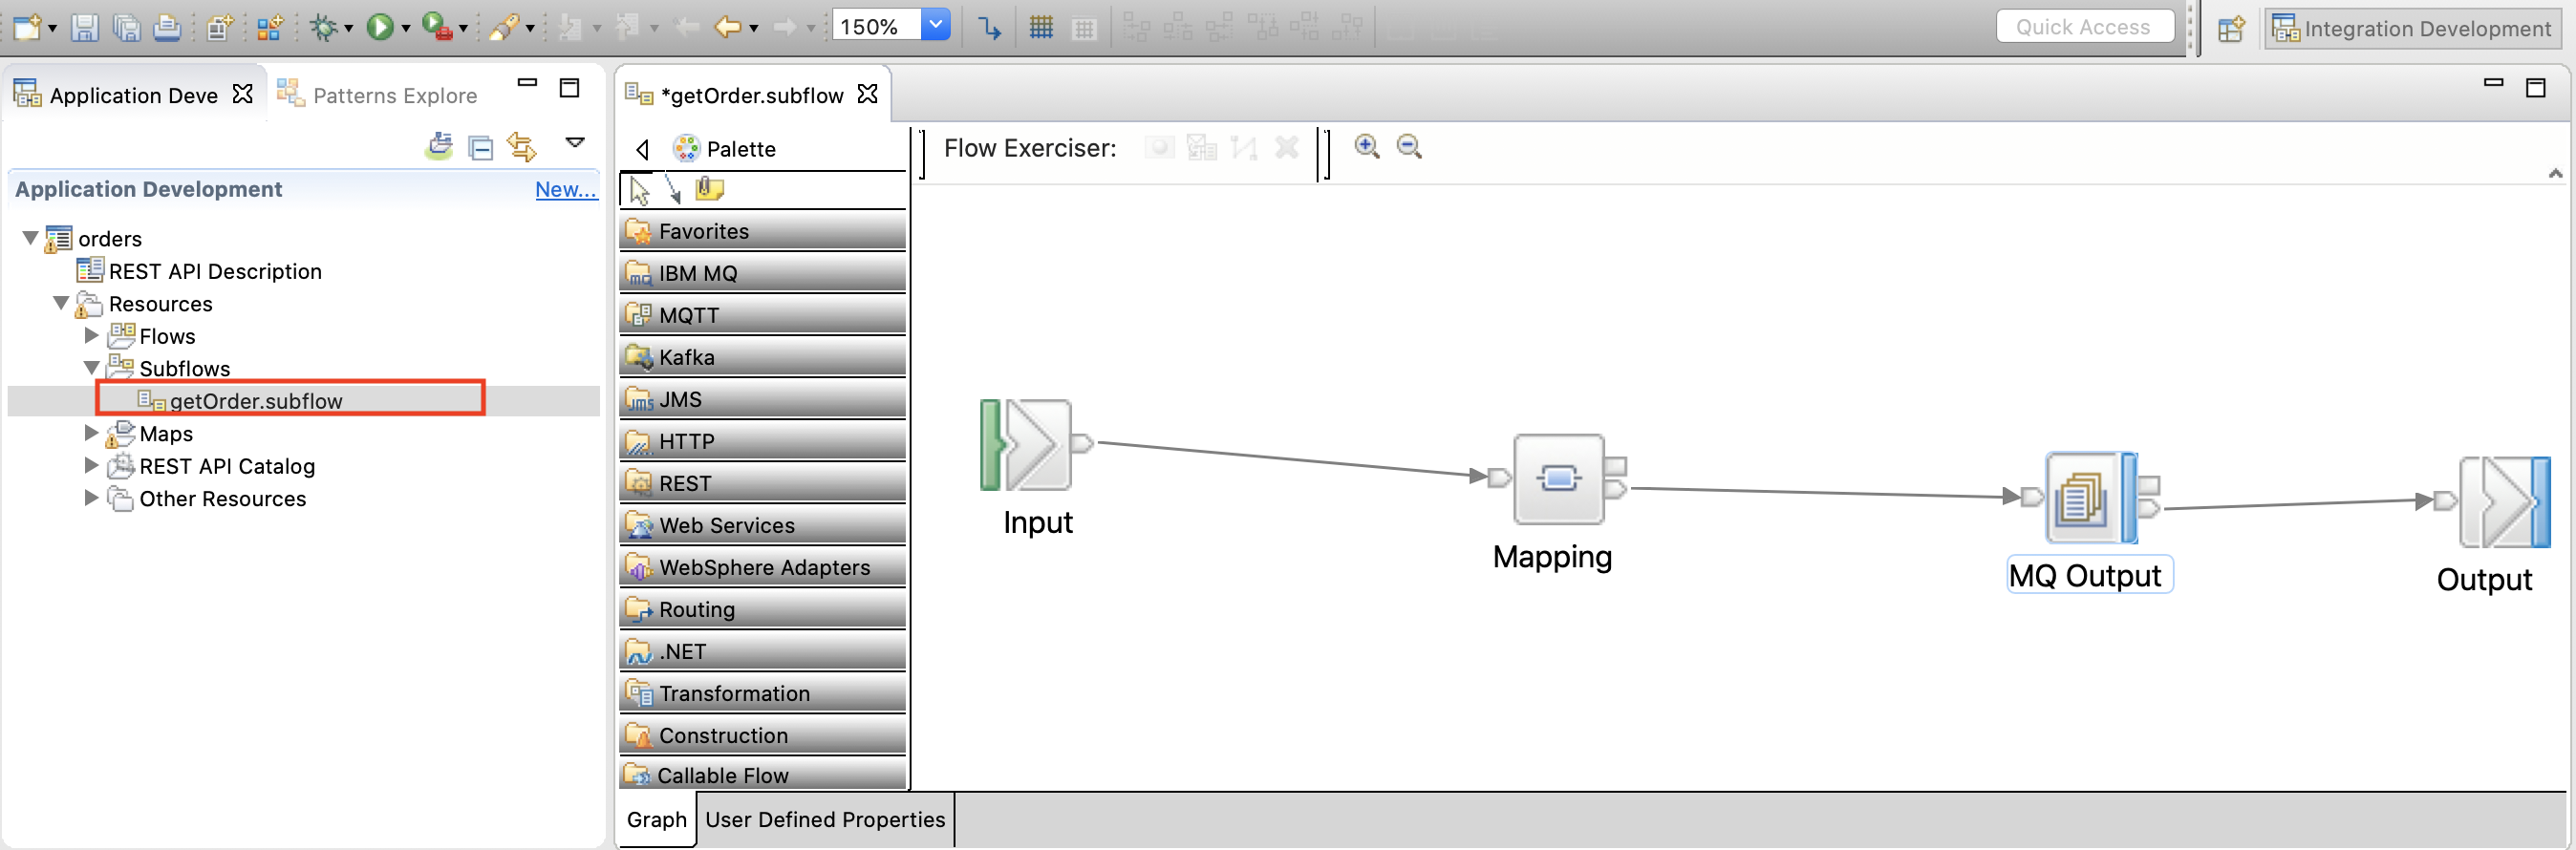 150%
Quick Access
Integration Development
Application Deve
Patterns Explore
Application Development
New...
orders
REST API Description
Resources
Flows
Subflows
getOrder.subflow
Maps
REST API Catalog
Other Resources
*getOrder.subflow
Palette
Flow Exerciser:
Favorites
IBM MQ
MQTT
Kafka
JMS
HTTP
REST
Web Services
WebSphere Adapters
Routing
.NET
Transformation
Construction
Callable Flow
Input
Mapping
MQ Output
Output
Graph
User Defined Properties